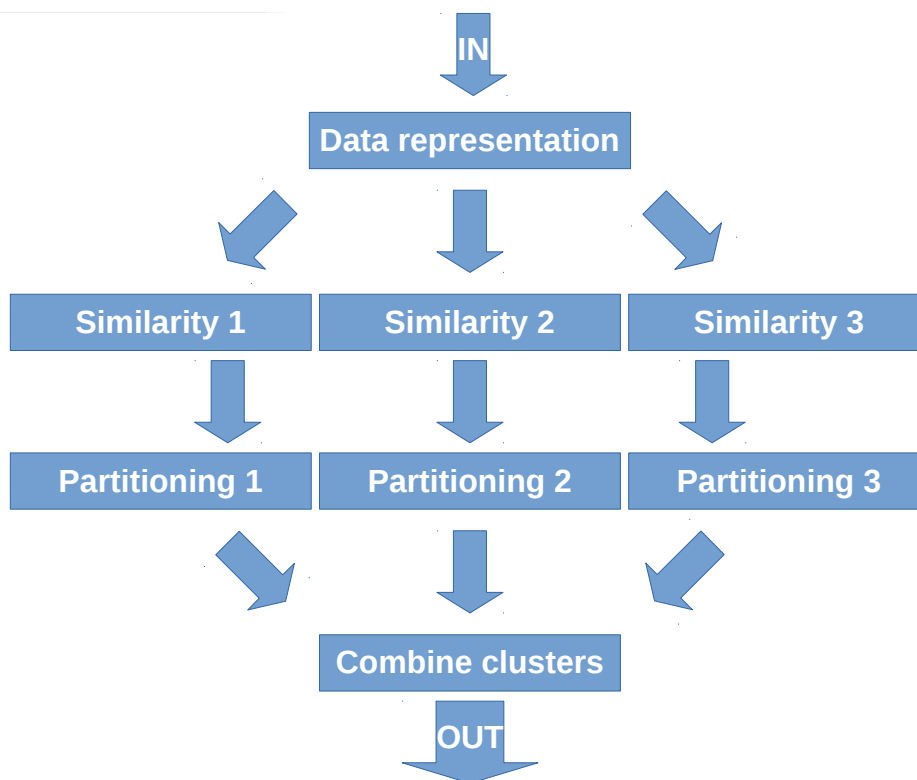 IN
Data representation
Similarity 1
Similarity 2
Similarity 3
Partitioning 1
Partitioning 2
Partitioning 3
Combine clusters
OUT